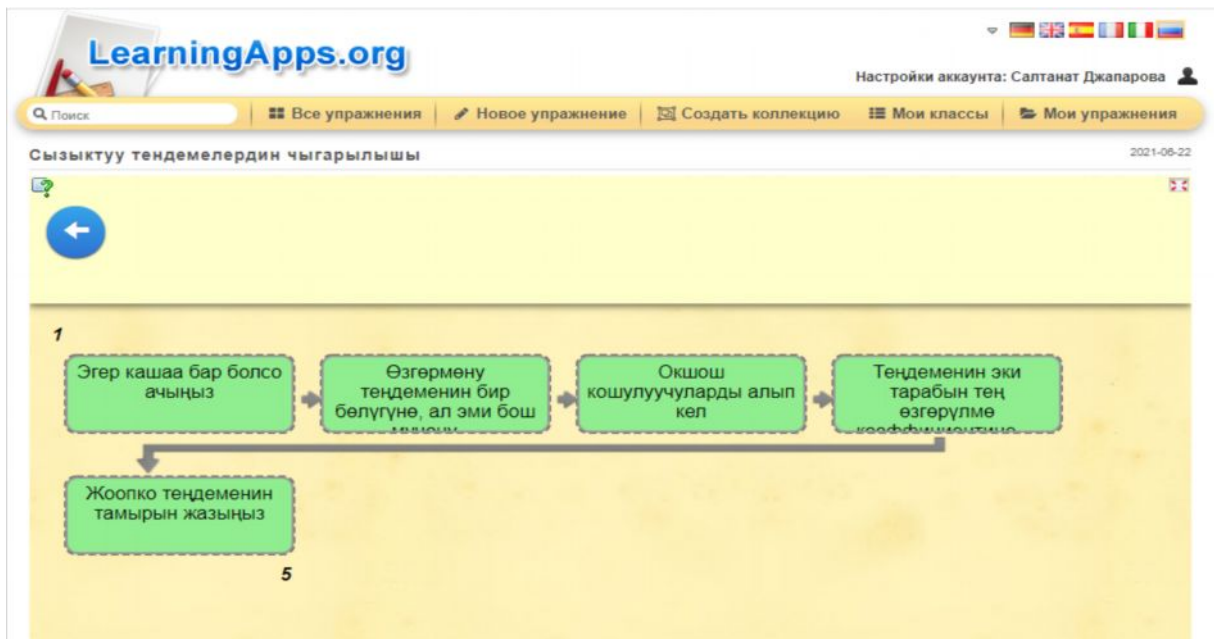 LearningApps.org
Настройки аккаунта: Салтанат Джапарова
Поиск
Все упражнения
Новое упражнение
Создать коллекцию
Мои классы
Мои упражнения
Сызыктуу тендемелердин чыгарылышы
2021-06-22
1
Эгер кашаа бар болсо
ачыңыз
Өзгөрмөну
теңдеменин бир
бөлүгүнө, ал эми бош
Окшош
кошулуучуларды алып
кел
Теңдеменин эки
тарабын тең
өзгөрүлмө
Жоопко теңдеменин
тамырын жазыңыз
5